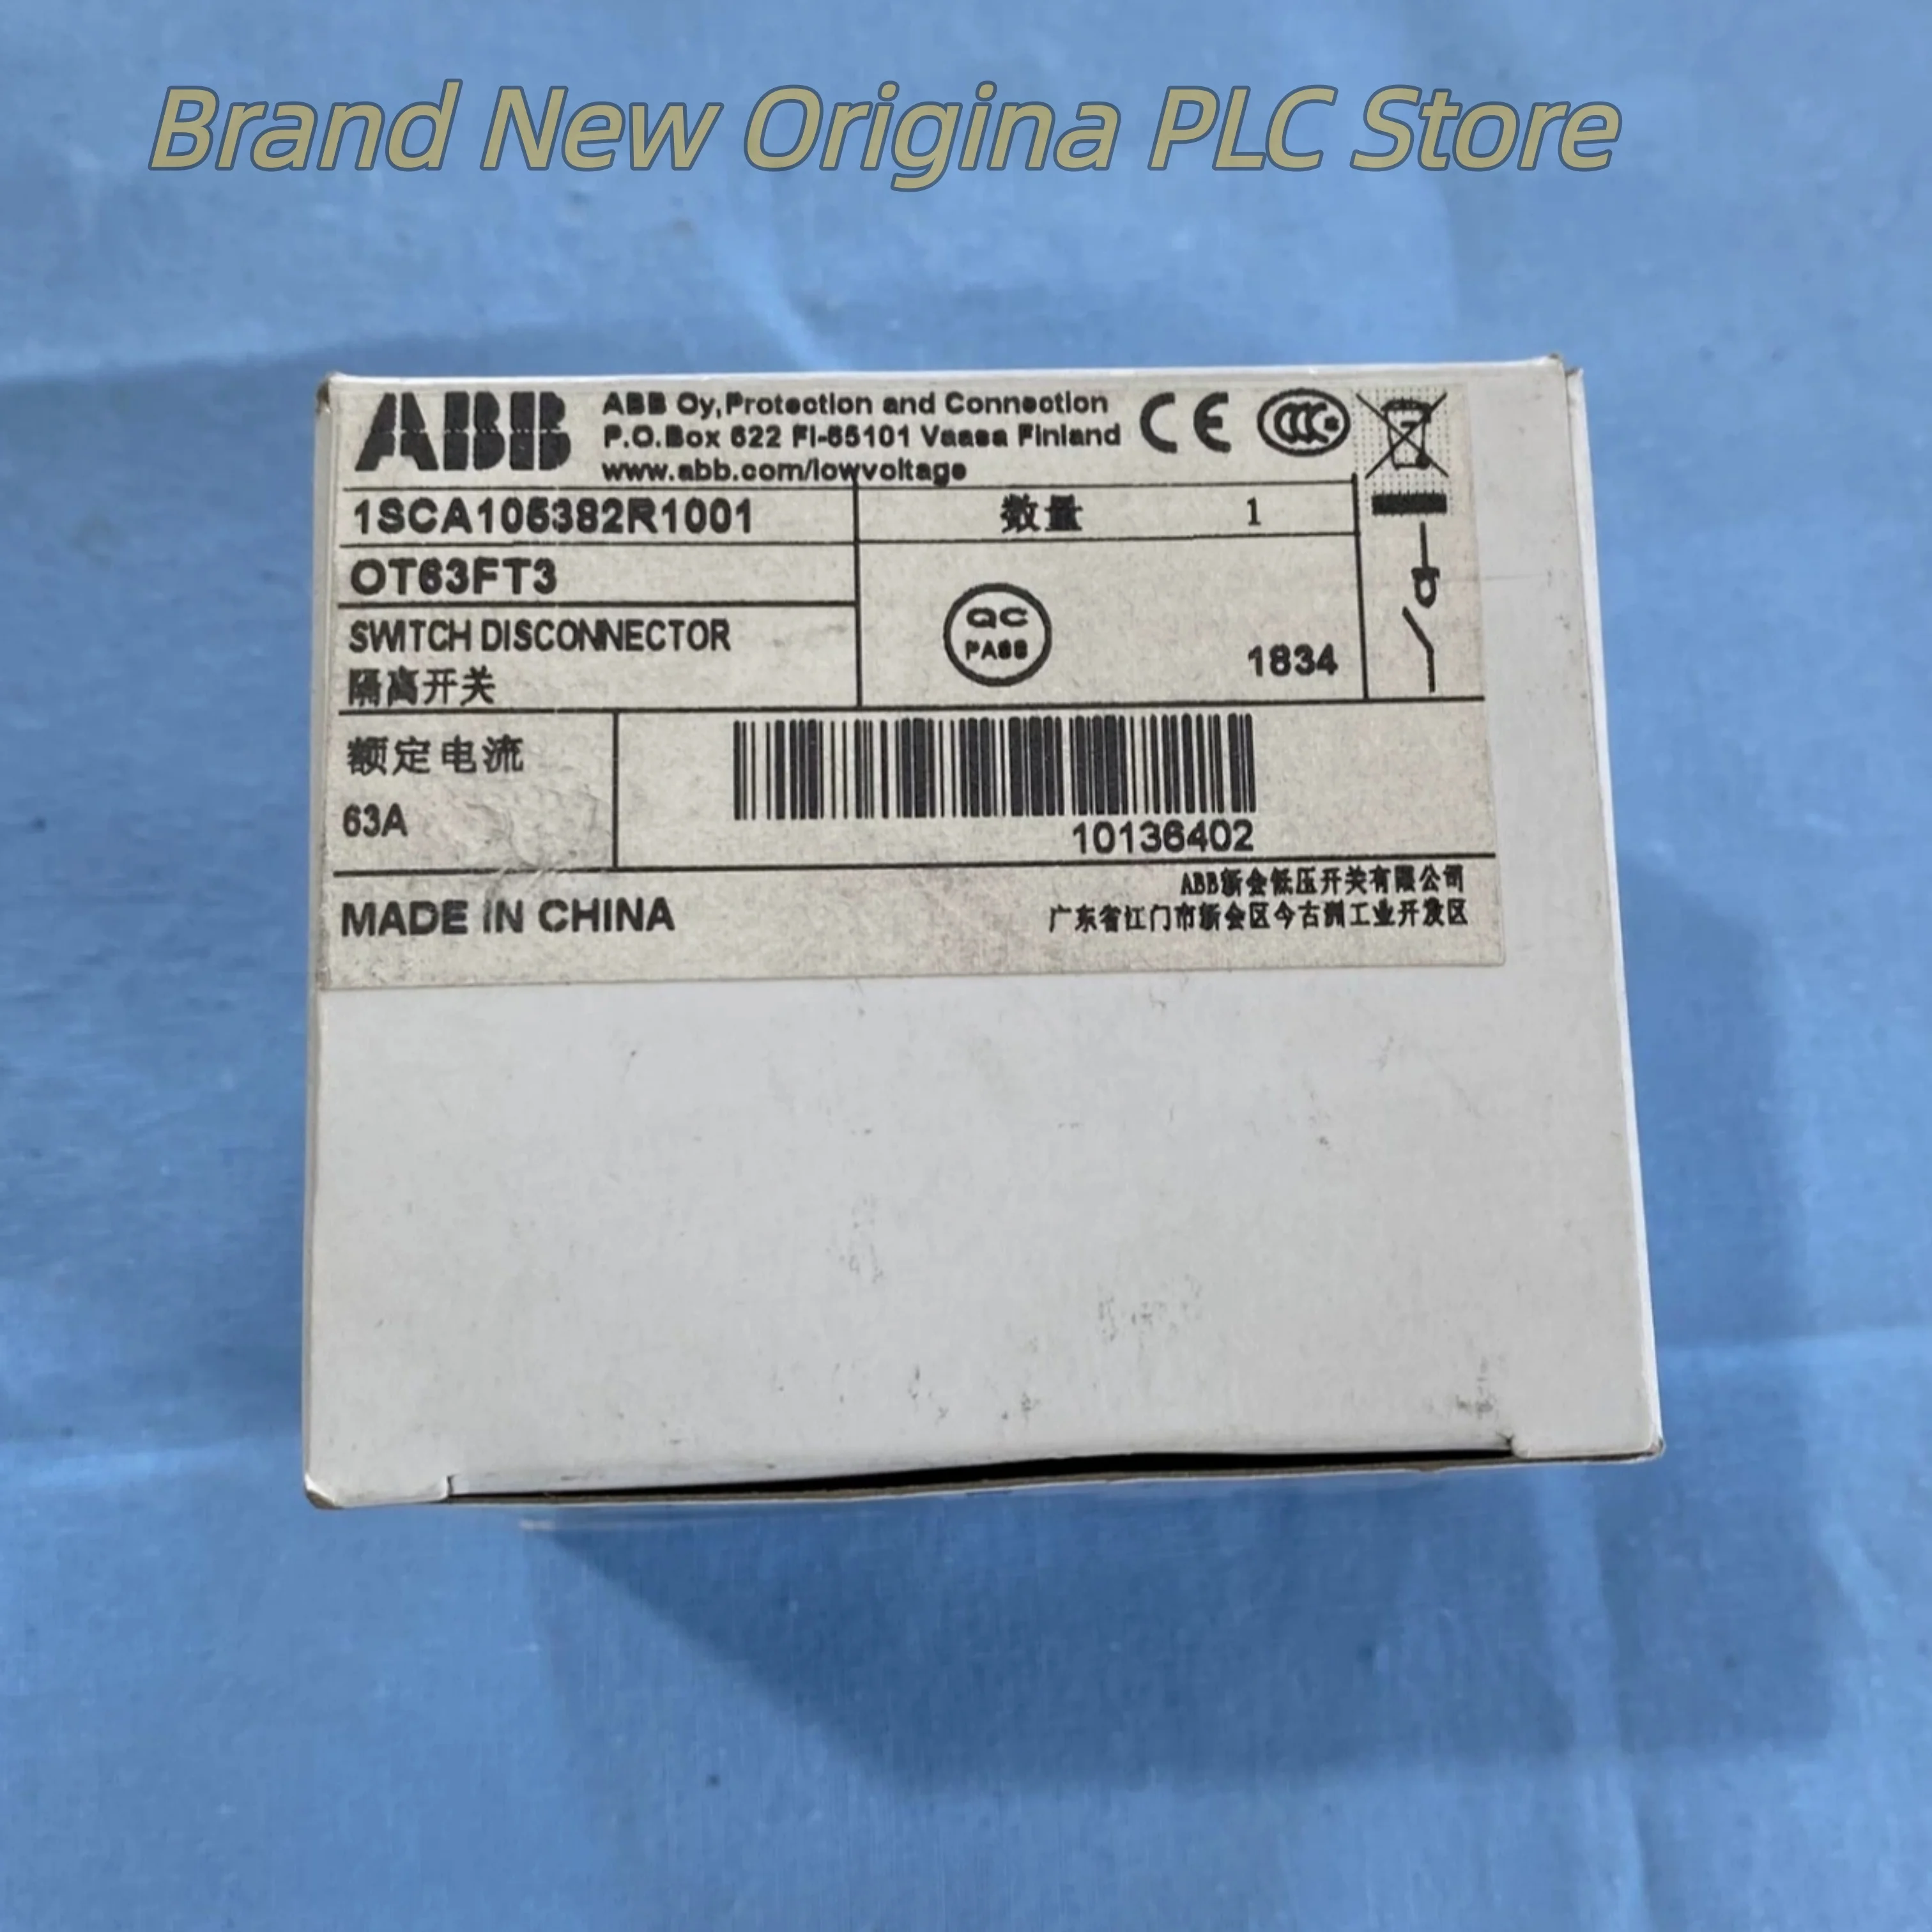 Brand New Origina PLC Store
ABB
ABB Oy,Protection and Connection
P.O.Box 622 FI-65101 Vaasa Finland
www.abb.com/lowvoltage
CE
CCC
1SCA105382R1001
数量 1
OT63FT3
SWITCH DISCONNECTOR
隔离开关
QC
PASS
1834
额定电流
63A
10136402
MADE IN CHINA
ABB新会低压开关有限公司
广东省江门市新会区今古洲工业开发区